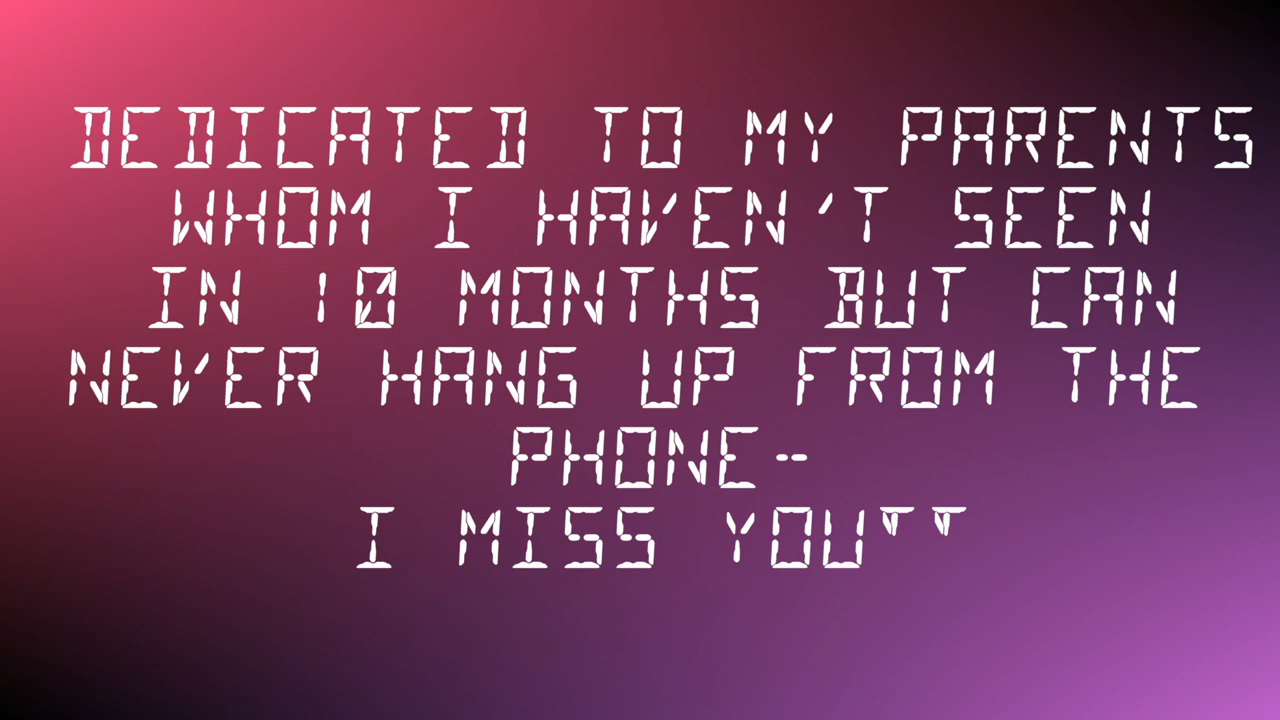 DEDICATED TO MY PARENTS
WHOM I HAVEN'T SEEN
IN 10 MONTHS BUT CAN
NEVER HANG UP FROM THE
PHONE-
I MISS YOU""